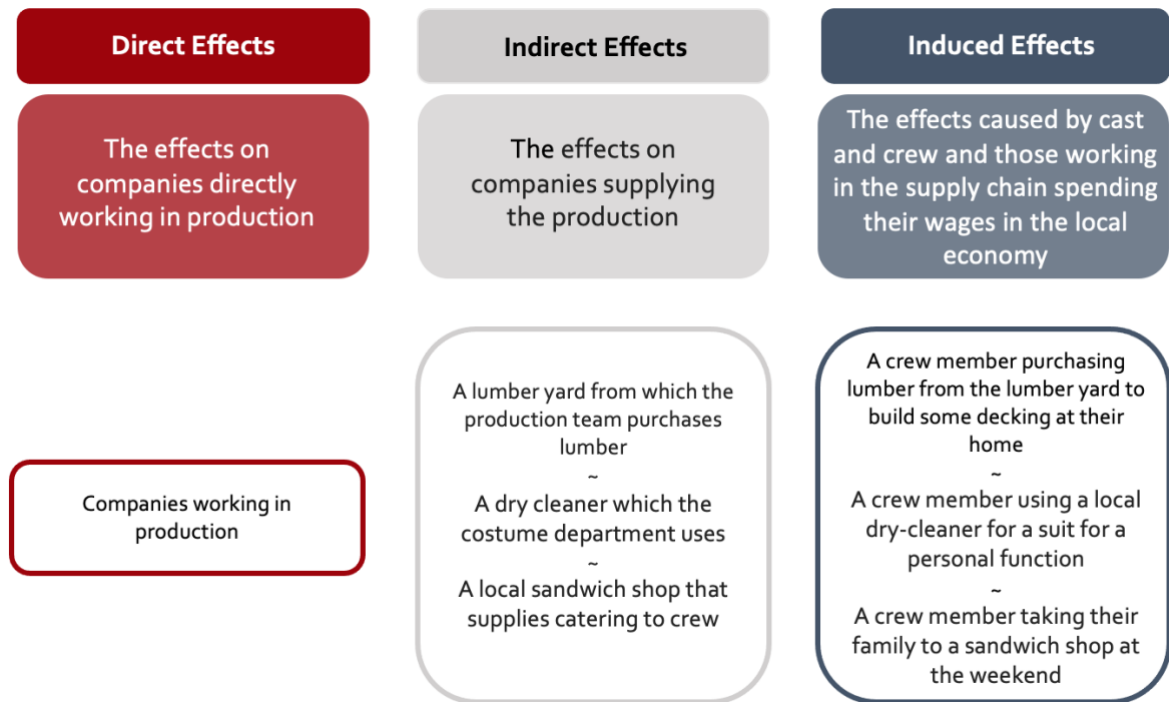 Direct Effects
Indirect Effects
Induced Effects
The effects on
companies directly
working in production
The effects on
companies supplying
the production
The effects caused by cast
and crew and those working
in the supply chain spending
their wages in the local
economy
Companies working in
production
A lumber yard from which the
production team purchases
lumber
~
A dry cleaner which the
costume department uses
~
A local sandwich shop that
supplies catering to crew
A crew member purchasing
lumber from the lumber yard to
build some decking at their
home
~
A crew member using a local
dry-cleaner for a suit for a
personal function
~
A crew member taking their
family to a sandwich shop at
the weekend